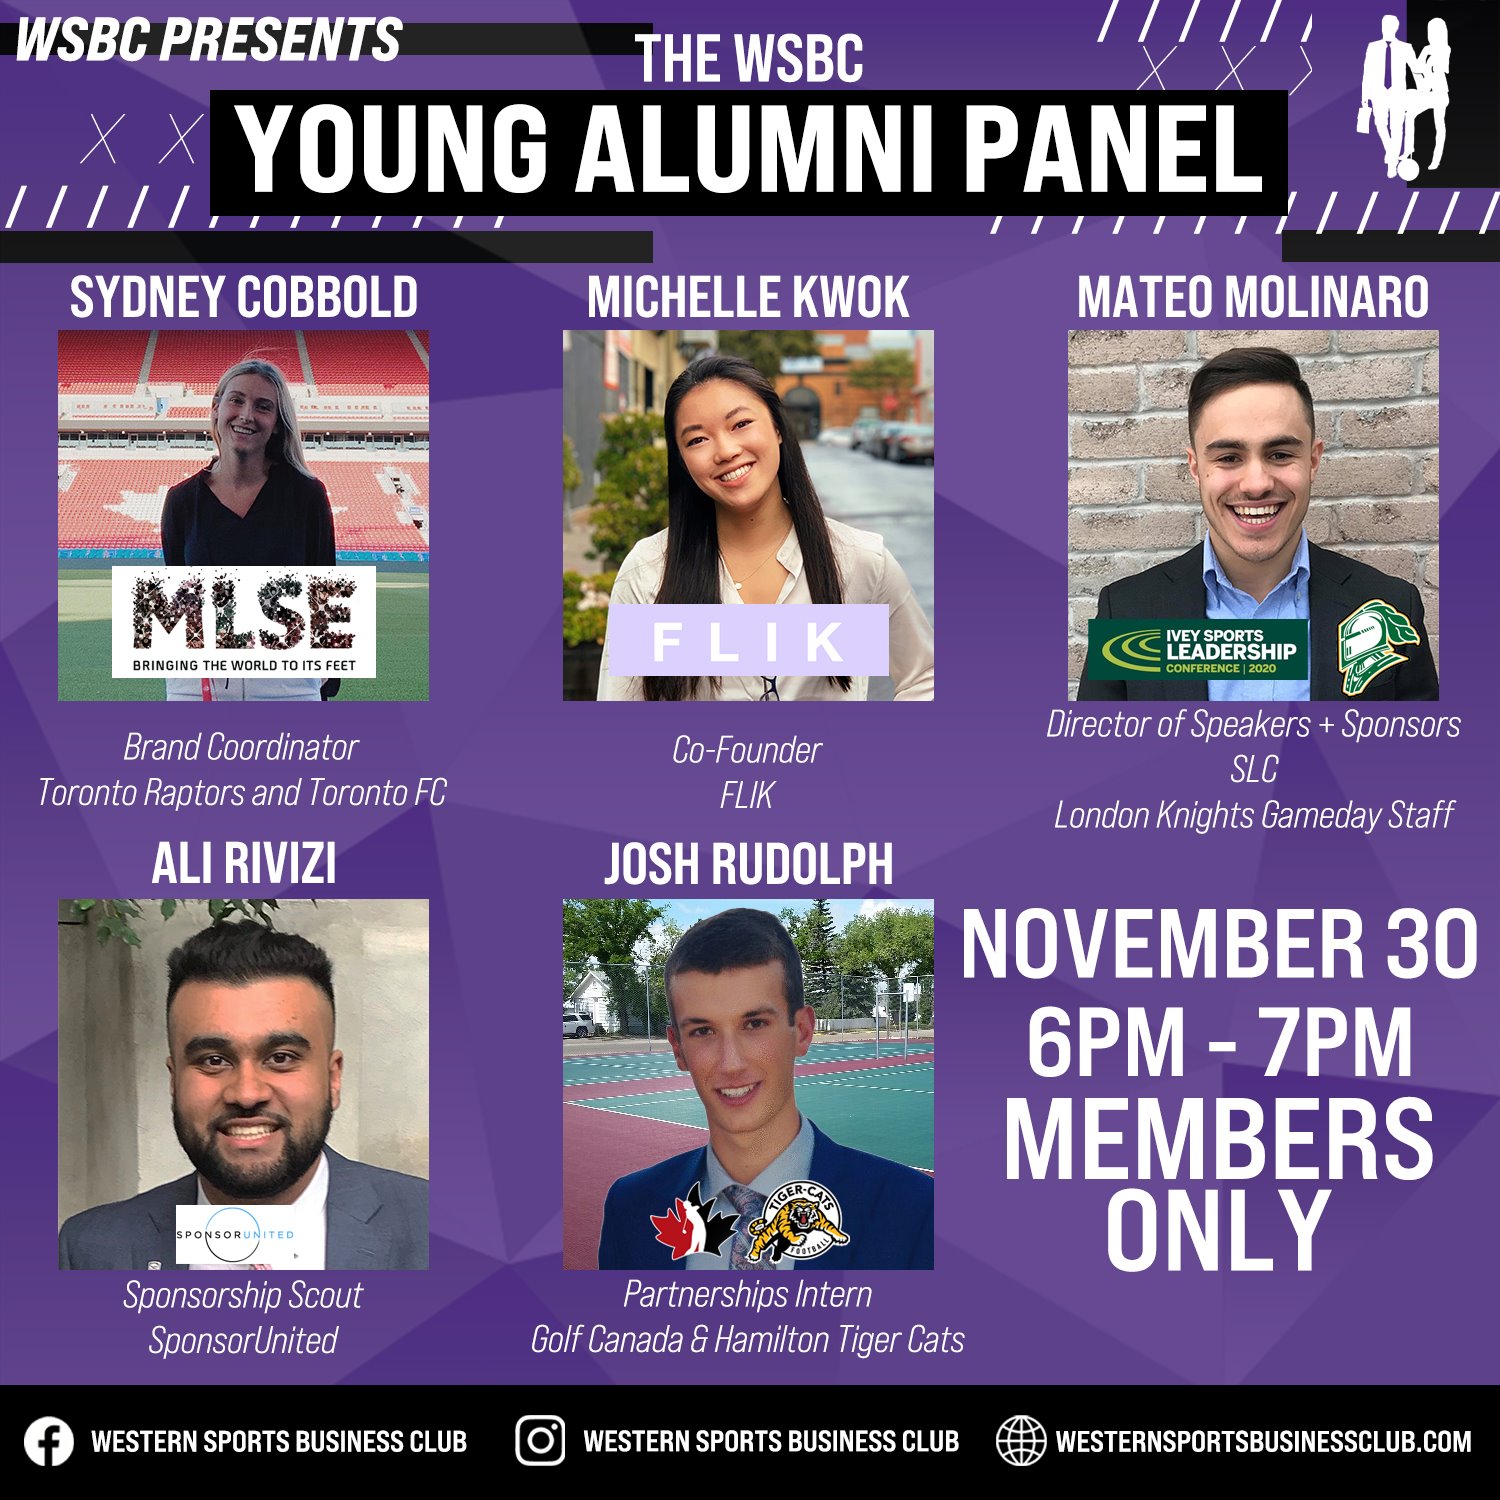 WSBC PRESENTS
THE WSBC
YOUNG ALUMNI PANEL
SYDNEY COBBOLD
MLSE
BRINGING THE WORLD TO ITS FEET
Brand Coordinator
Toronto Raptors and Toronto FC
MICHELLE KWOK
FLIK
Co-Founder
FLIK
MATEO MOLINARO
IVEY SPORTS
LEADERSHIP
CONFERENCE | 2020
Director of Speakers + Sponsors
SLC
London Knights Gameday Staff
ALI RIVIZI
SPONSORUNITED
Sponsorship Scout
SponsorUnited
JOSH RUDOLPH
TIGER-CATS
FOOTBALL
Partnerships Intern
Golf Canada & Hamilton Tiger Cats
NOVEMBER 30
6PM - 7PM
MEMBERS
ONLY
WESTERN SPORTS BUSINESS CLUB
WESTERN SPORTS BUSINESS CLUB
WESTERNSPORTSBUSINESSCLUB.COM